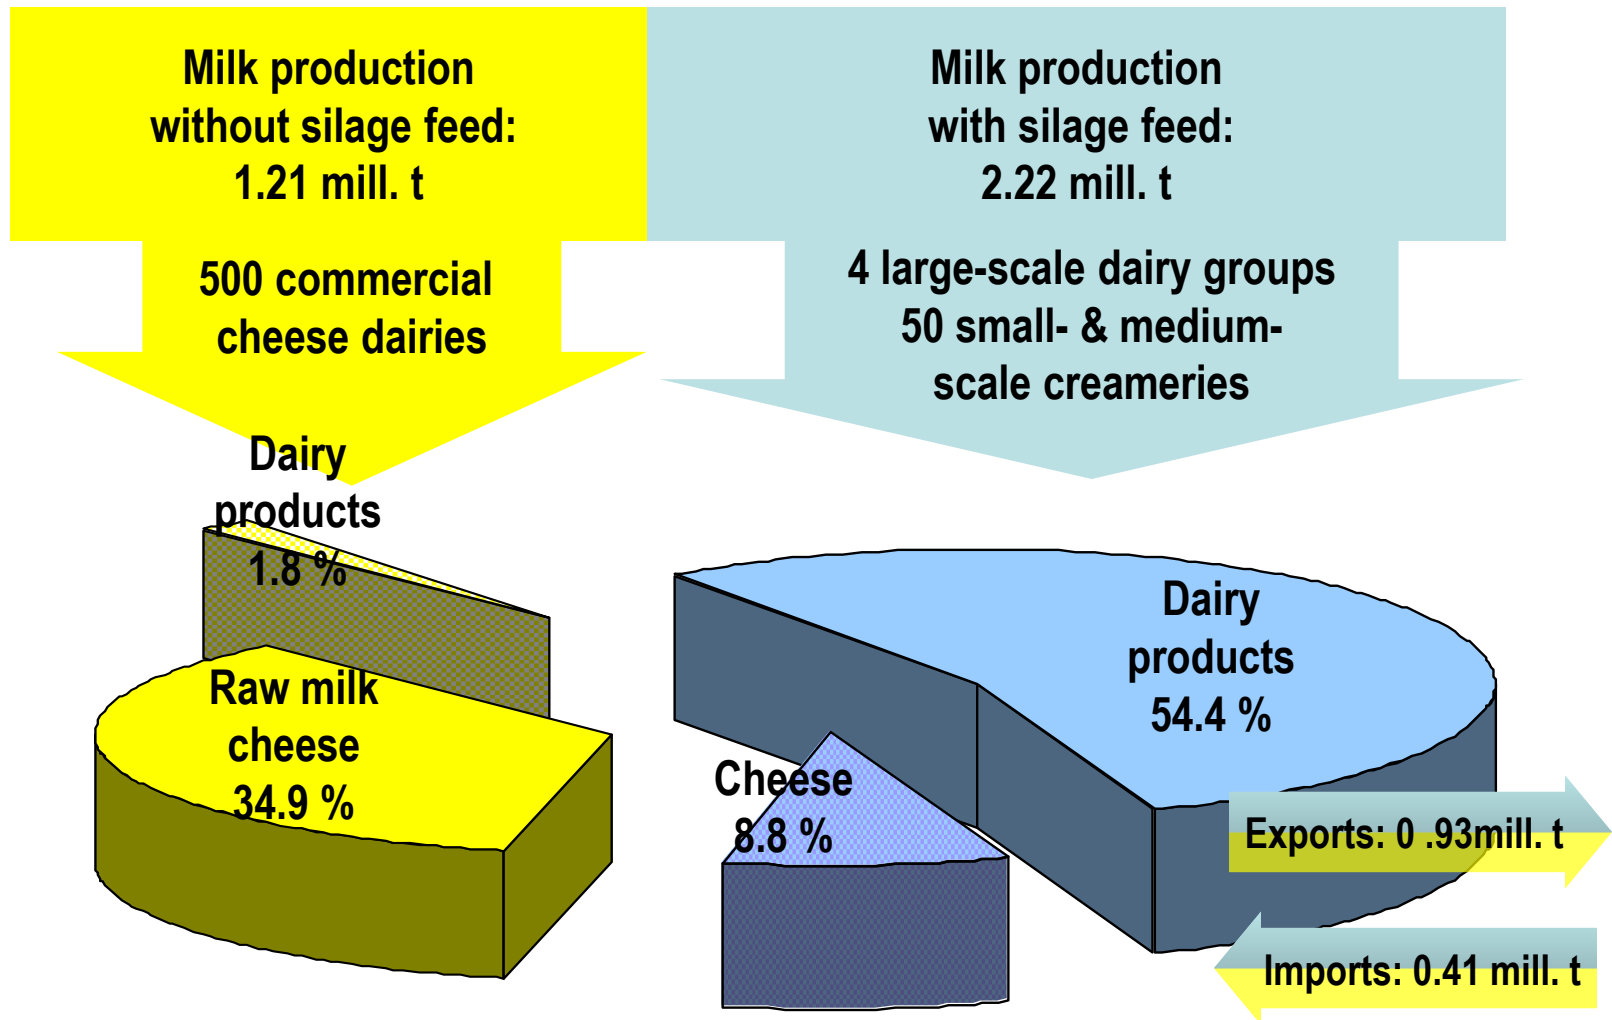 Milk production
without silage feed:
1.21 mill. t
Milk production
with silage feed:
2.22 mill. t
500 commercial
cheese dairies
4 large-scale dairy groups
50 small- & medium-
scale creameries
Dairy
products
1.8 %
Raw milk
cheese
34.9 %
Cheese
8.8 %
Dairy
products
54.4 %
Exports: 0 .93mill. t
Imports: 0.41 mill. t